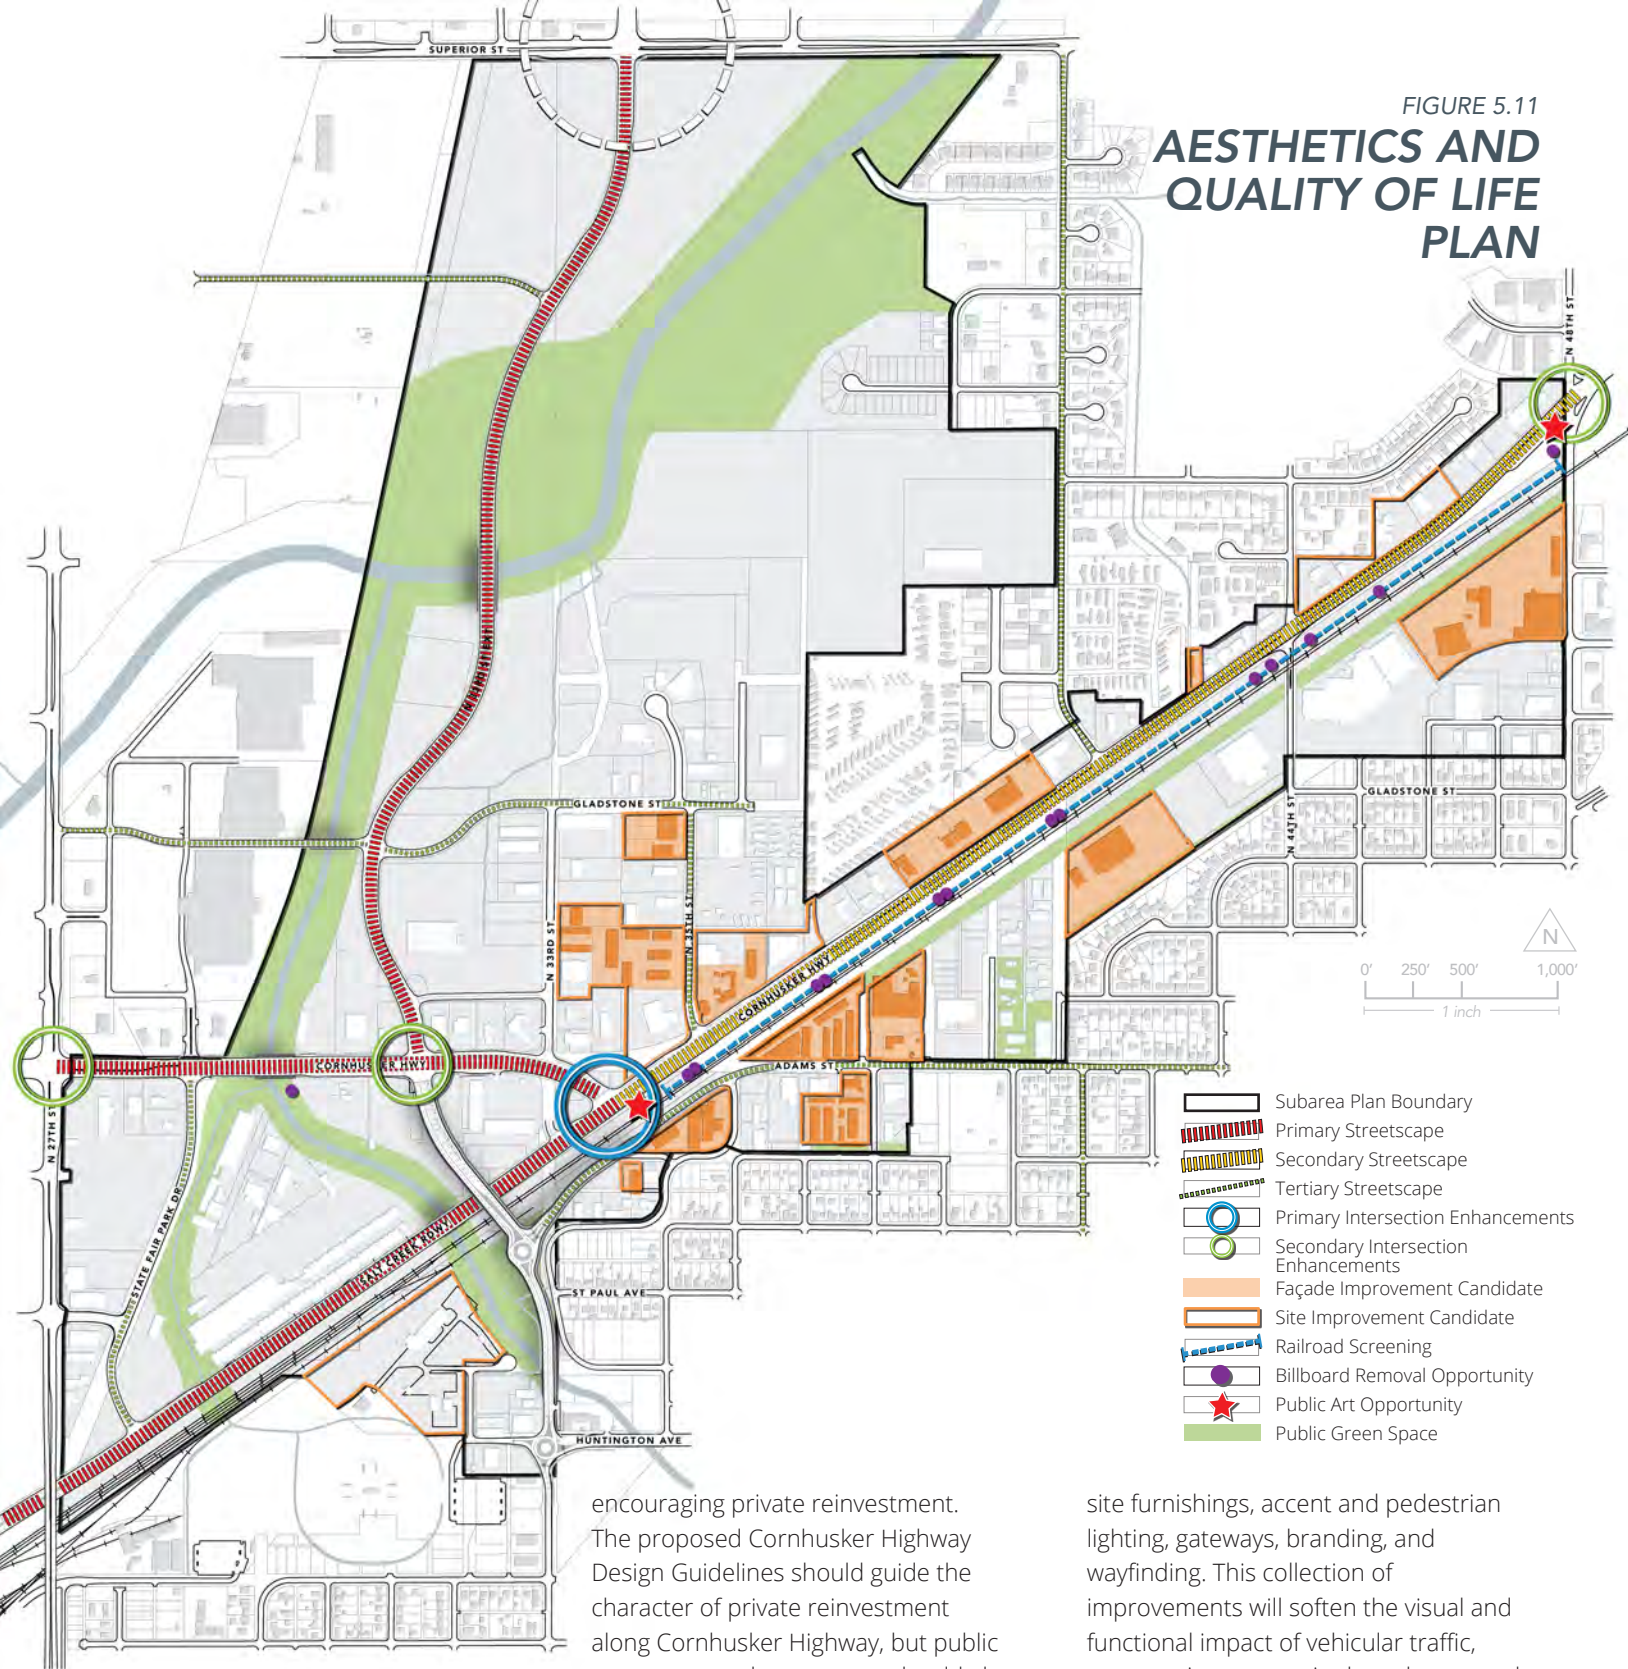 FIGURE 5.11
AESTHETICS AND
QUALITY OF LIFE
PLAN
SUPERIOR ST
N 48TH ST
GLADSTONE ST
GLADSTONE ST
N 44TH ST
N 35TH ST
N 33RD ST
CORNHUSKER HWY
CORNHUSKER HWY
ADAMS ST
N 27TH ST
STATE FAIR PARK DR
SALT CREEK RDWY
ST PAUL AVE
HUNTINGTON AVE
N
0' 250' 500' 1,000'
1 inch
Subarea Plan Boundary
Primary Streetscape
Secondary Streetscape
Tertiary Streetscape
Primary Intersection Enhancements
Secondary Intersection
Enhancements
Façade Improvement Candidate
Site Improvement Candidate
Railroad Screening
Billboard Removal Opportunity
Public Art Opportunity
Public Green Space
encouraging private reinvestment.
The proposed Cornhusker Highway
Design Guidelines should guide the
character of private reinvestment
along Cornhusker Highway, but public
site furnishings, accent and pedestrian
lighting, gateways, branding, and
wayfinding. This collection of
improvements will soften the visual and
functional impact of vehicular traffic,